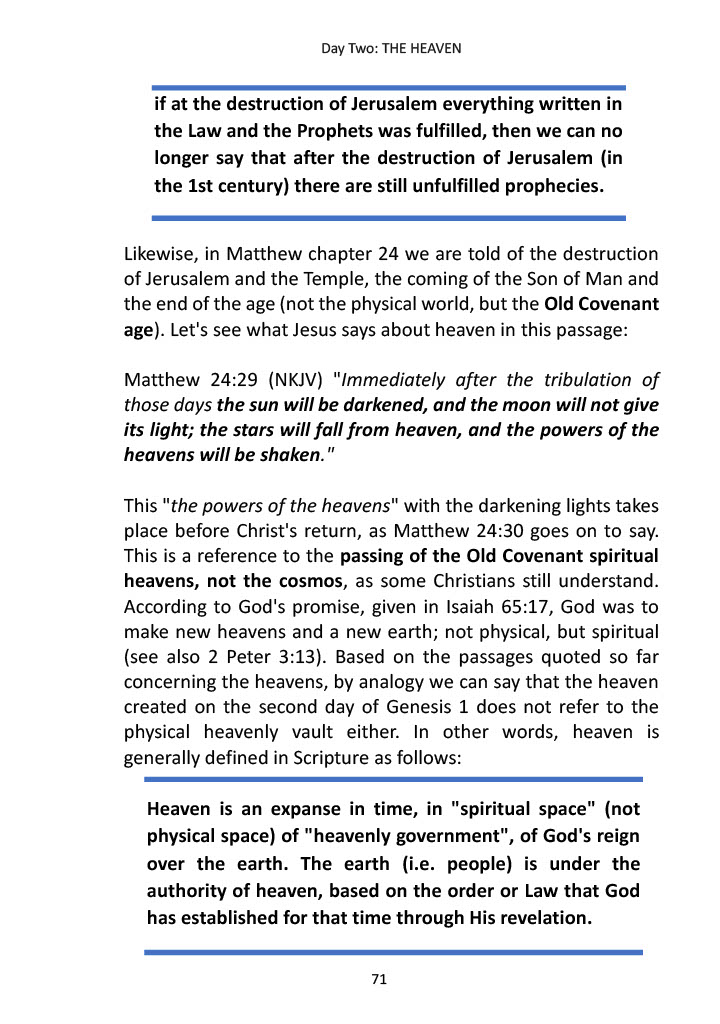 Day Two: THE HEAVEN
if at the destruction of Jerusalem everything written in
the Law and the Prophets was fulfilled, then we can no
longer say that after the destruction of Jerusalem (in
the 1st century) there are still unfulfilled prophecies.
Likewise, in Matthew chapter 24 we are told of the destruction
of Jerusalem and the Temple, the coming of the Son of Man and
the end of the age (not the physical world, but the Old Covenant
age). Let's see what Jesus says about heaven in this passage:
Matthew 24:29 (NKJV) "Immediately after the tribulation of
those days the sun will be darkened, and the moon will not give
its light; the stars will fall from heaven, and the powers of the
heavens will be shaken."
This "the powers of the heavens" with the darkening lights takes
place before Christ's return, as Matthew 24:30 goes on to say.
This is a reference to the passing of the Old Covenant spiritual
heavens, not the cosmos, as some Christians still understand.
According to God's promise, given in Isaiah 65:17, God was to
make new heavens and a new earth; not physical, but spiritual
(see also 2 Peter 3:13). Based on the passages quoted so far
concerning the heavens, by analogy we can say that the heaven
created on the second day of Genesis 1 does not refer to the
physical heavenly vault either. In other words, heaven is
generally defined in Scripture as follows:
Heaven is an expanse in time, in "spiritual space" (not
physical space) of "heavenly government", of God's reign
over the earth. The earth (i.e. people) is under the
authority of heaven, based on the order or Law that God
has established for that time through His revelation.
71